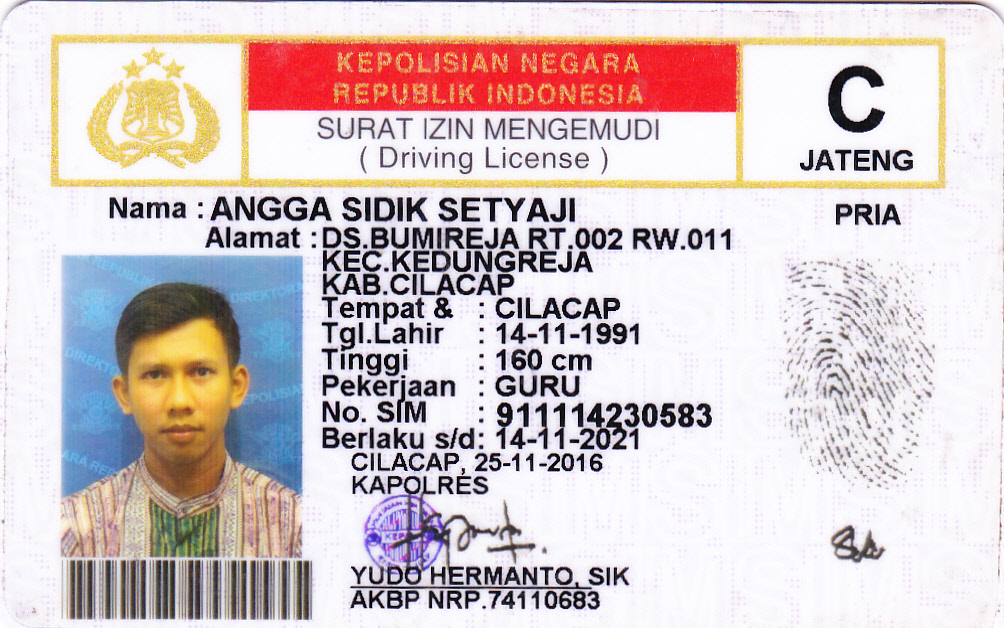 KEPOLISIAN NEGARA
REPUBLIK INDONESIA
SURAT IZIN MENGEMUDI
( Driving License )
C
JATENG
Nama : ANGGA SIDIK SETYAJI
PRIA
Alamat : DS.BUMIREJA RT.002 RW.011
KEC.KEDUNGREJA
KAB.CILACAP
Tempat & : CILACAP
Tgl.Lahir : 14-11-1991
Tinggi : 160 cm
Pekerjaan : GURU
No. SIM : 911114230583
Berlaku s/d: 14-11-2021
CILACAP, 25-11-2016
KAPOLRES
YUDO HERMANTO, SIK
AKBP NRP.74110683